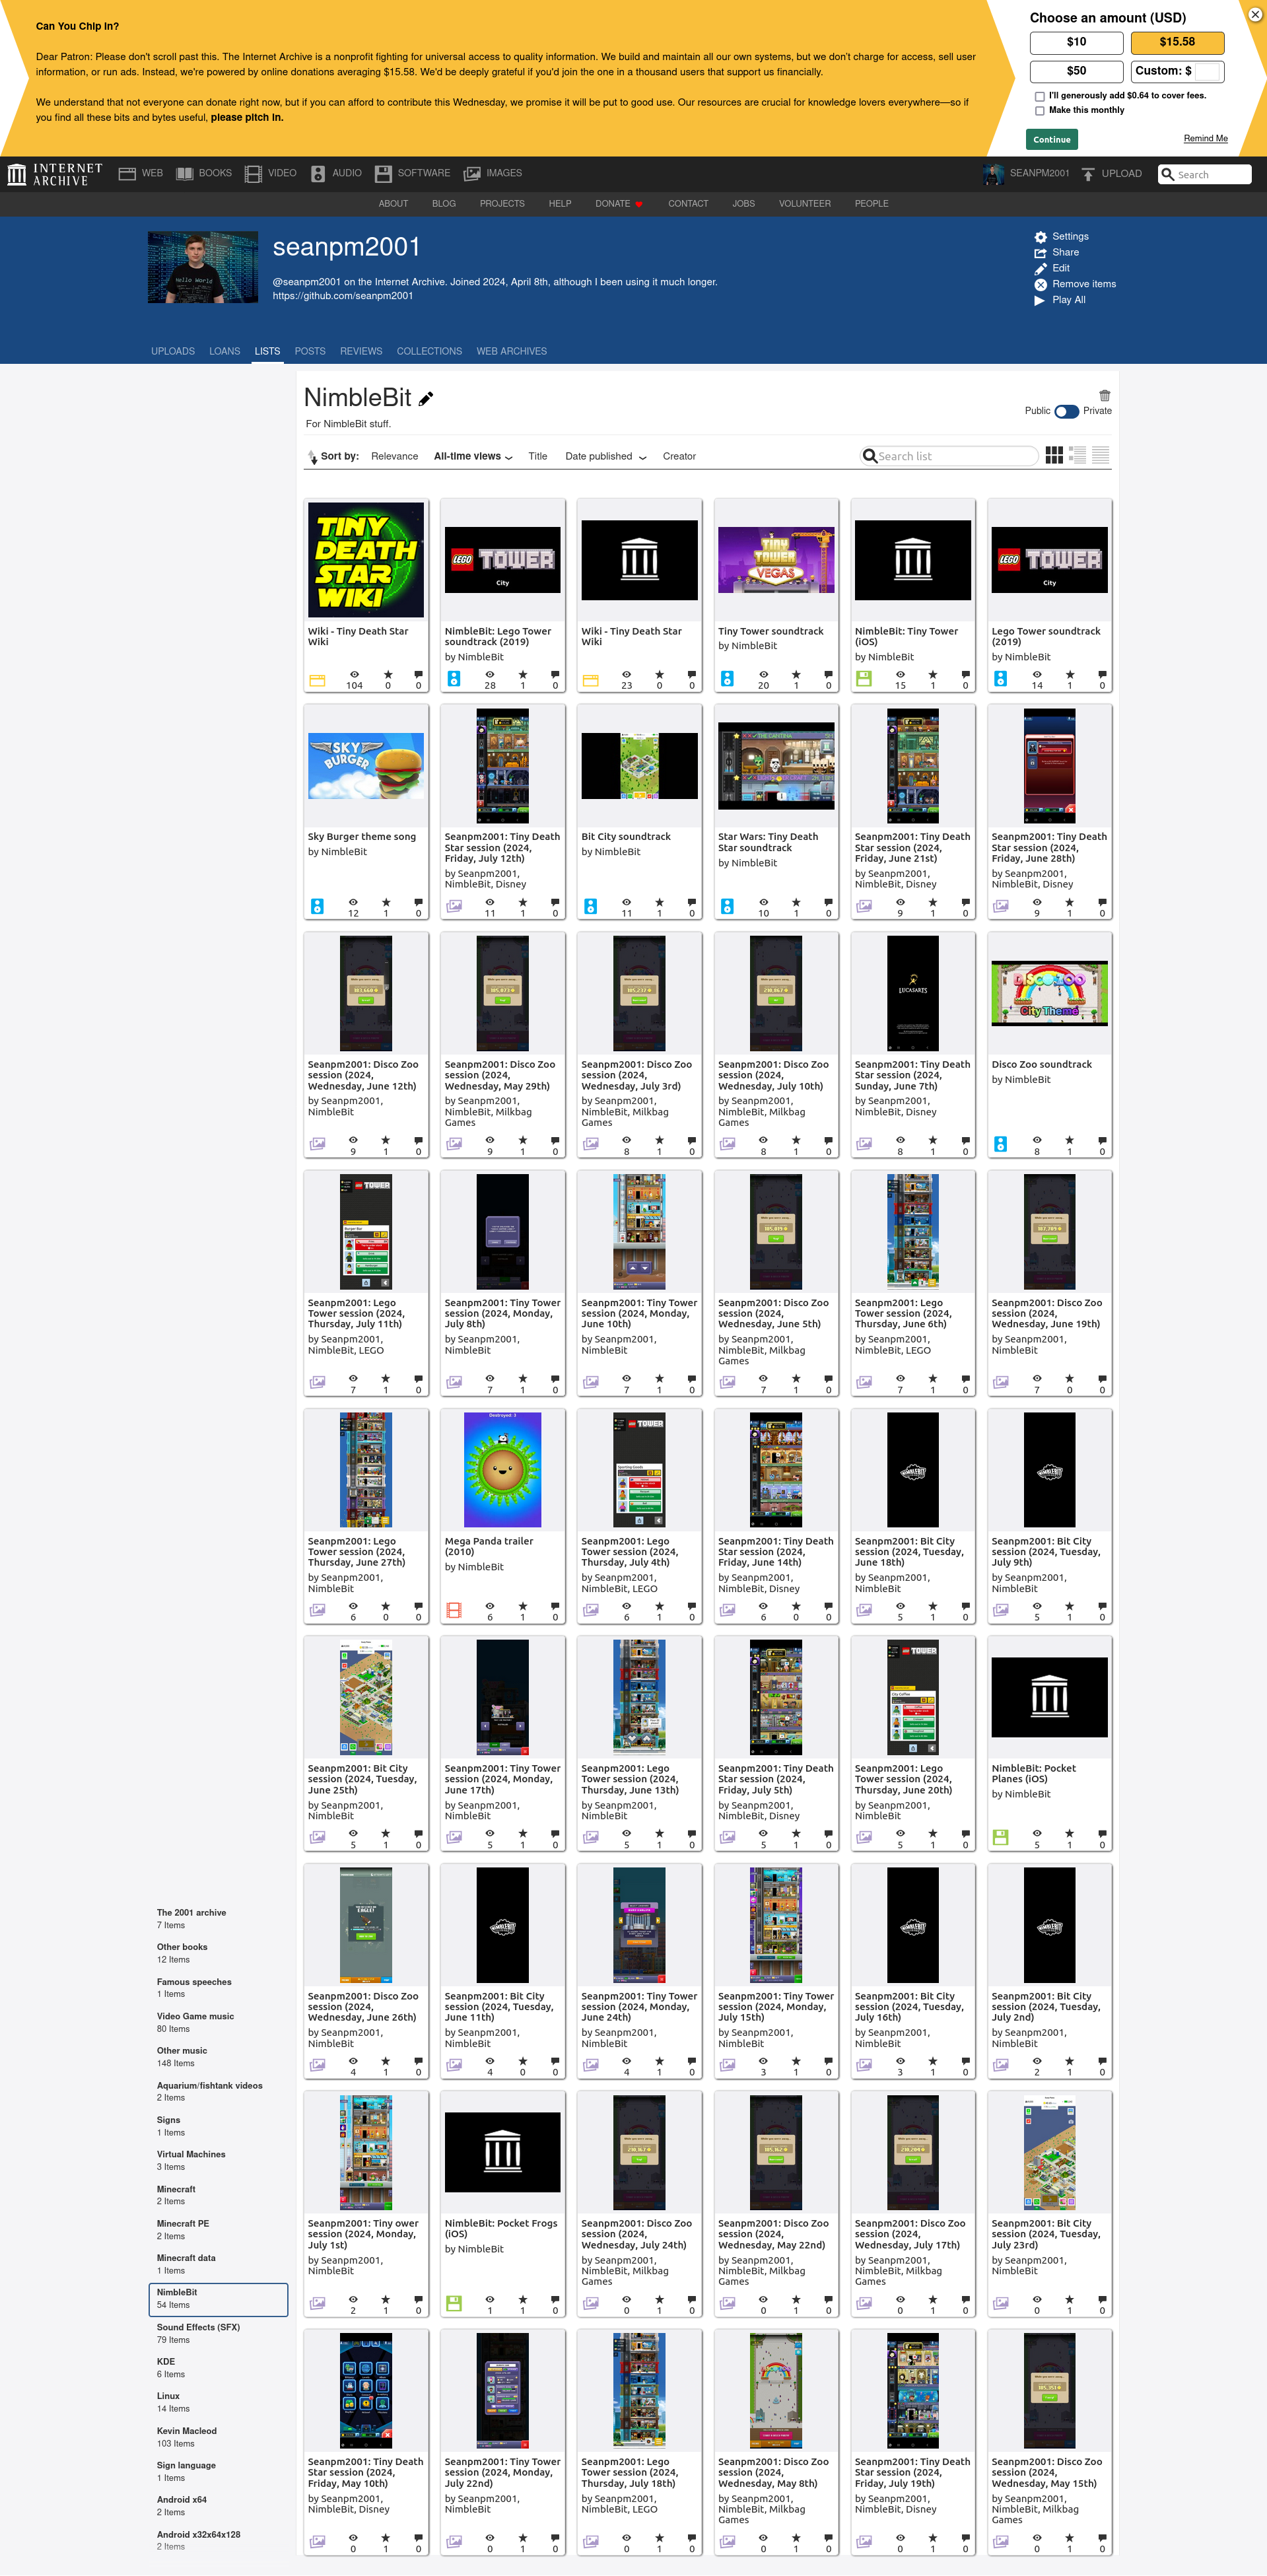 Can You Chip In?
Dear Patron: Please don't scroll past this. The Internet Archive is a nonprofit fighting for universal access to quality information. We build and maintain all our own systems, but we don't charge for access, sell user
information, or run ads. Instead, we're powered by online donations averaging $15.58. We'd be deeply grateful if you'd join the one in a thousand users that support us financially.
We understand that not everyone can donate right now, but if you can afford to contribute this Wednesday, we promise it will be put to good use. Our resources are crucial for knowledge lovers everywhere—so if
you find all these bits and bytes useful, please pitch in.
Choose an amount (USD)
$10
$15.58
$50
Custom: $
I'll generously add $0.64 to cover fees.
Make this monthly
Continue
Remind Me
INTERNET ARCHIVE
WEB
BOOKS
VIDEO
AUDIO
SOFTWARE
IMAGES
SEANPM2001
UPLOAD
Search
ABOUT
BLOG
PROJECTS
HELP
DONATE
CONTACT
JOBS
VOLUNTEER
PEOPLE
seanpm2001
@seanpm2001 on the Internet Archive. Joined 2024, April 8th, although I been using it much longer.
https://github.com/seanpm2001
Settings
Share
Edit
Remove items
Play All
UPLOADS
LOANS
LISTS
POSTS
REVIEWS
COLLECTIONS
WEB ARCHIVES
NimbleBit
For NimbleBit stuff.
Public
Private
Sort by:
Relevance
All-time views
Title
Date published
Creator
Search list
TINY DEATH STAR WIKI
Wiki - Tiny Death Star Wiki
104 0 0
LEGO TOWER
City
NimbleBit: Lego Tower soundtrack (2019)
by NimbleBit
28 1 0
Wiki - Tiny Death Star Wiki
23 0 0
TINY TOWER VEGAS
Tiny Tower soundtrack
by NimbleBit
20 1 0
NimbleBit: Tiny Tower (iOS)
by NimbleBit
15 1 0
LEGO TOWER
City
Lego Tower soundtrack (2019)
by NimbleBit
14 1 0
SKY BURGER
Sky Burger theme song
by NimbleBit
12 1 0
Seanpm2001: Tiny Death Star session (2024, Friday, July 12th)
by Seanpm2001, NimbleBit, Disney
11 1 0
Bit City soundtrack
by NimbleBit
11 1 0
Star Wars: Tiny Death Star soundtrack
by NimbleBit
10 1 0
Seanpm2001: Tiny Death Star session (2024, Friday, June 21st)
by Seanpm2001, NimbleBit, Disney
9 1 0
Seanpm2001: Tiny Death Star session (2024, Friday, June 28th)
by Seanpm2001, NimbleBit, Disney
9 1 0
Seanpm2001: Disco Zoo session (2024, Wednesday, June 12th)
by Seanpm2001, NimbleBit
9 1 0
Seanpm2001: Disco Zoo session (2024, Wednesday, May 29th)
by Seanpm2001, NimbleBit, Milkbag Games
9 1 0
Seanpm2001: Disco Zoo session (2024, Wednesday, July 3rd)
by Seanpm2001, NimbleBit, Milkbag Games
8 1 0
Seanpm2001: Disco Zoo session (2024, Wednesday, July 10th)
by Seanpm2001, NimbleBit, Milkbag Games
8 1 0
LUCASARTS
Seanpm2001: Tiny Death Star session (2024, Sunday, June 7th)
by Seanpm2001, NimbleBit, Disney
8 1 0
DISCO ZOO
City Theme
Disco Zoo soundtrack
by NimbleBit
8 1 0
LEGO TOWER
Seanpm2001: Lego Tower session (2024, Thursday, July 11th)
by Seanpm2001, NimbleBit, LEGO
7 1 0
Seanpm2001: Tiny Tower session (2024, Monday, July 8th)
by Seanpm2001, NimbleBit
7 1 0
Seanpm2001: Tiny Tower session (2024, Monday, June 10th)
by Seanpm2001, NimbleBit
7 1 0
Seanpm2001: Disco Zoo session (2024, Wednesday, June 5th)
by Seanpm2001, NimbleBit, Milkbag Games
7 1 0
Seanpm2001: Lego Tower session (2024, Thursday, June 6th)
by Seanpm2001, NimbleBit, LEGO
7 1 0
Seanpm2001: Disco Zoo session (2024, Wednesday, June 19th)
by Seanpm2001, NimbleBit
7 0 0
Seanpm2001: Lego Tower session (2024, Thursday, June 27th)
by Seanpm2001, NimbleBit
6 0 0
Destroyed: 3
Mega Panda trailer (2010)
by NimbleBit
6 1 0
LEGO TOWER
Seanpm2001: Lego Tower session (2024, Thursday, July 4th)
by Seanpm2001, NimbleBit, LEGO
6 1 0
Seanpm2001: Tiny Death Star session (2024, Friday, June 14th)
by Seanpm2001, NimbleBit, Disney
6 0 0
NIMBLEBIT
Seanpm2001: Bit City session (2024, Tuesday, June 18th)
by Seanpm2001, NimbleBit
5 1 0
NIMBLEBIT
Seanpm2001: Bit City session (2024, Tuesday, July 9th)
by Seanpm2001, NimbleBit
5 1 0
Seanpm2001: Bit City session (2024, Tuesday, June 25th)
by Seanpm2001, NimbleBit
5 1 0
Seanpm2001: Tiny Tower session (2024, Monday, June 17th)
by Seanpm2001, NimbleBit
5 1 0
Seanpm2001: Lego Tower session (2024, Thursday, June 13th)
by Seanpm2001, NimbleBit
5 1 0
Seanpm2001: Tiny Death Star session (2024, Friday, July 5th)
by Seanpm2001, NimbleBit, Disney
5 1 0
LEGO TOWER
Seanpm2001: Lego Tower session (2024, Thursday, June 20th)
by Seanpm2001, NimbleBit
5 1 0
NimbleBit: Pocket Planes (iOS)
by NimbleBit
5 1 0
Seanpm2001: Disco Zoo session (2024, Wednesday, June 26th)
by Seanpm2001, NimbleBit
4 1 0
NIMBLEBIT
Seanpm2001: Bit City session (2024, Tuesday, June 11th)
by Seanpm2001, NimbleBit
4 0 0
Seanpm2001: Tiny Tower session (2024, Monday, June 24th)
by Seanpm2001, NimbleBit
4 1 0
Seanpm2001: Tiny Tower session (2024, Monday, July 15th)
by Seanpm2001, NimbleBit
3 1 0
NIMBLEBIT
Seanpm2001: Bit City session (2024, Tuesday, July 16th)
by Seanpm2001, NimbleBit
3 1 0
NIMBLEBIT
Seanpm2001: Bit City session (2024, Tuesday, July 2nd)
by Seanpm2001, NimbleBit
2 1 0
Seanpm2001: Tiny ower session (2024, Monday, July 1st)
by Seanpm2001, NimbleBit
2 1 0
NimbleBit: Pocket Frogs (iOS)
by NimbleBit
1 1 0
Seanpm2001: Disco Zoo session (2024, Wednesday, July 24th)
by Seanpm2001, NimbleBit, Milkbag Games
0 1 0
Seanpm2001: Disco Zoo session (2024, Wednesday, May 22nd)
by Seanpm2001, NimbleBit, Milkbag Games
0 1 0
Seanpm2001: Disco Zoo session (2024, Wednesday, July 17th)
by Seanpm2001, NimbleBit, Milkbag Games
0 1 0
Seanpm2001: Bit City session (2024, Tuesday, July 23rd)
by Seanpm2001, NimbleBit
0 1 0
Seanpm2001: Tiny Death Star session (2024, Friday, May 10th)
by Seanpm2001, NimbleBit, Disney
0 1 0
Seanpm2001: Tiny Tower session (2024, Monday, July 22nd)
by Seanpm2001, NimbleBit
0 1 0
Seanpm2001: Lego Tower session (2024, Thursday, July 18th)
by Seanpm2001, NimbleBit, LEGO
0 1 0
Seanpm2001: Disco Zoo session (2024, Wednesday, May 8th)
by Seanpm2001, NimbleBit, Milkbag Games
0 1 0
Seanpm2001: Tiny Death Star session (2024, Friday, July 19th)
by Seanpm2001, NimbleBit, Disney
0 1 0
Seanpm2001: Disco Zoo session (2024, Wednesday, May 15th)
by Seanpm2001, NimbleBit, Milkbag Games
0 1 0
The 2001 archive
7 Items
Other books
12 Items
Famous speeches
1 Items
Video Game music
80 Items
Other music
148 Items
Aquarium/fishtank videos
2 Items
Signs
1 Items
Virtual Machines
3 Items
Minecraft
2 Items
Minecraft PE
2 Items
Minecraft data
1 Items
NimbleBit
54 Items
Sound Effects (SFX)
79 Items
KDE
6 Items
Linux
14 Items
Kevin Macleod
103 Items
Sign language
1 Items
Android x64
2 Items
Android x32x64x128
2 Items